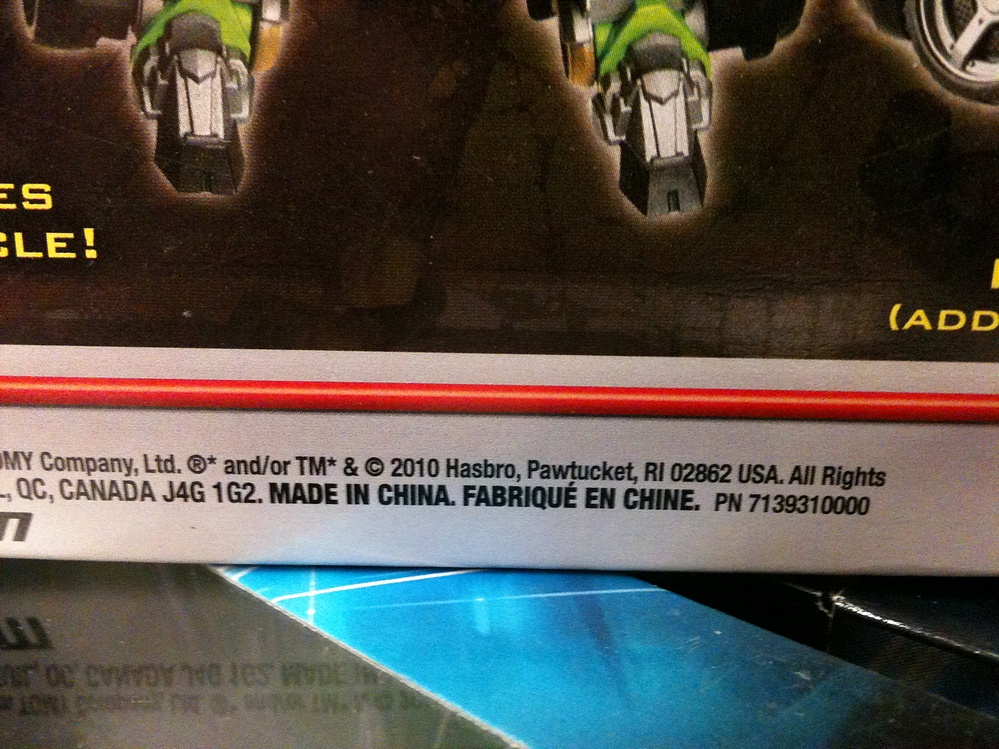 ES
CLE!
(ADD
OMY Company, Ltd. ®* and/or TM* & © 2010 Hasbro, Pawtucket, RI 02862 USA. All Rights
L, QC, CANADA J4G 1G2. MADE IN CHINA. FABRIQUÉ EN CHINE. PN 7139310000